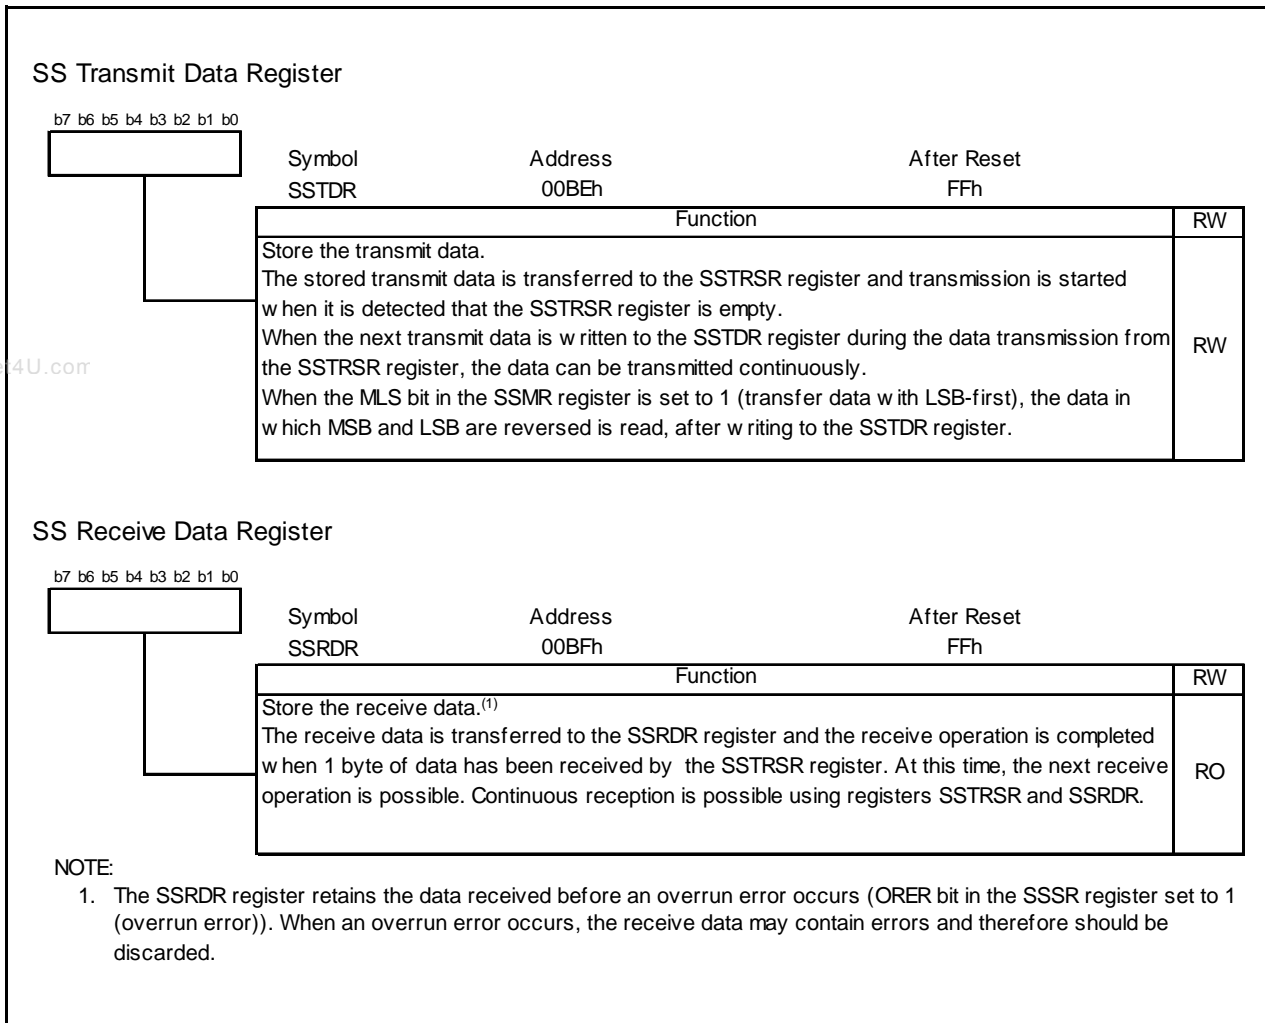 SS Transmit Data Register
b7 b6 b5 b4 b3 b2 b1 b0
Symbol Address After Reset
SSTDR 00BEh FFh
Function RW
Store the transmit data.
The stored transmit data is transferred to the SSTRSR register and transmission is started
when it is detected that the SSTRSR register is empty.
When the next transmit data is written to the SSTDR register during the data transmission from
the SSTRSR register, the data can be transmitted continuously.
When the MLS bit in the SSMR register is set to 1 (transfer data with LSB-first), the data in
which MSB and LSB are reversed is read, after writing to the SSTDR register.
RW
et4U.com
SS Receive Data Register
b7 b6 b5 b4 b3 b2 b1 b0
Symbol Address After Reset
SSRDR 00BFh FFh
Function RW
Store the receive data.(1)
The receive data is transferred to the SSRDR register and the receive operation is completed
when 1 byte of data has been received by the SSTRSR register. At this time, the next receive
operation is possible. Continuous reception is possible using registers SSTRSR and SSRDR.
RO
NOTE:
1. The SSRDR register retains the data received before an overrun error occurs (ORER bit in the SSSR register set to 1
(overrun error)). When an overrun error occurs, the receive data may contain errors and therefore should be
discarded.